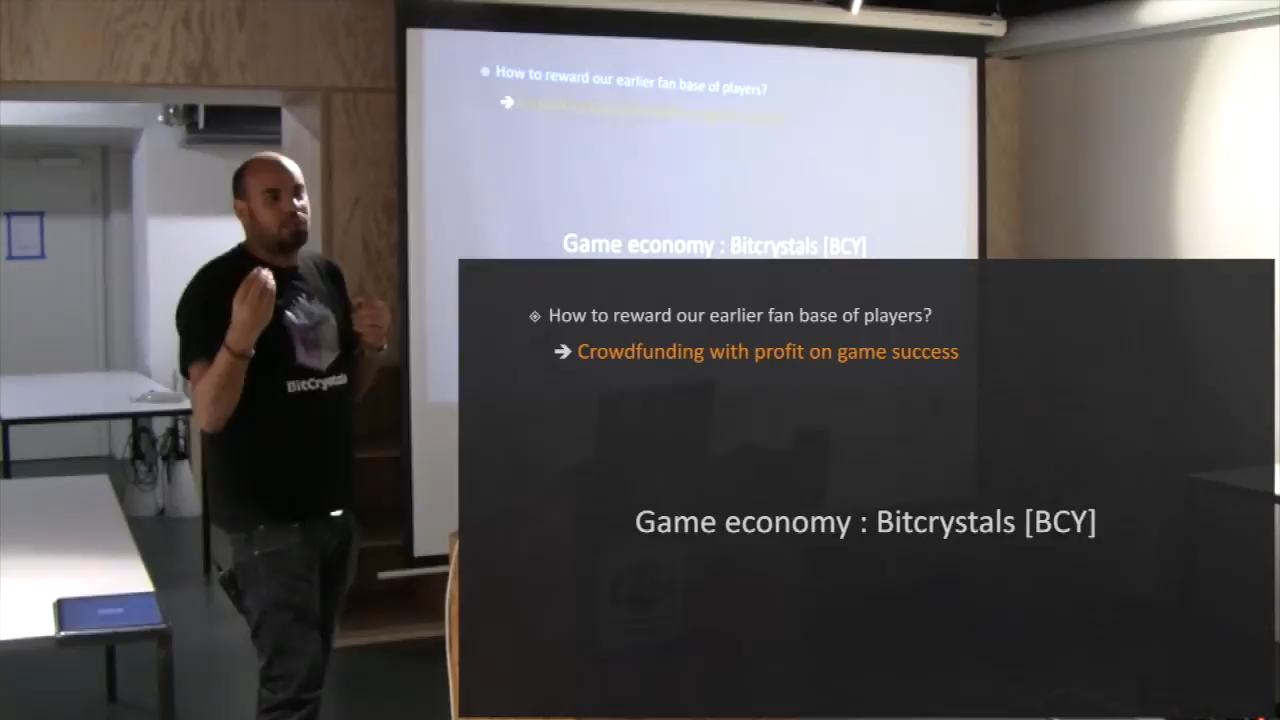 How to reward our earlier fan base of players?
Game economy : Bitcrystals [BCY]
How to reward our earlier fan base of players?
Crowdfunding with profit on game success
Game economy : Bitcrystals [BCY]
BitCrystals